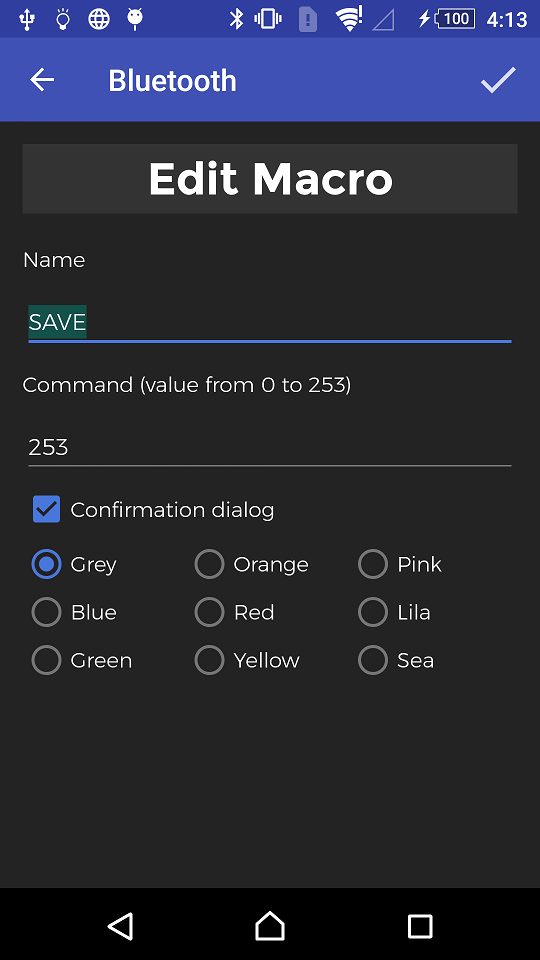 100 4:13
Bluetooth
Edit Macro
Name
SAVE
Command (value from 0 to 253)
253
Confirmation dialog
Grey Orange Pink
Blue Red Lila
Green Yellow Sea